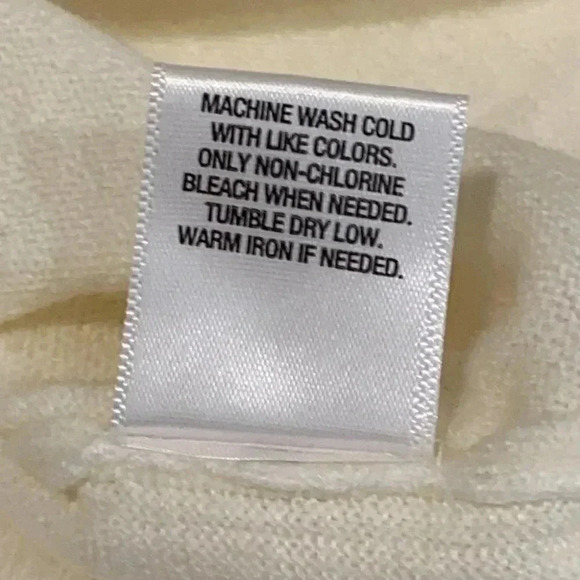 MACHINE WASH COLD
WITH LIKE COLORS.
ONLY NON-CHLORINE
BLEACH WHEN NEEDED.
TUMBLE DRY LOW.
WARM IRON IF NEEDED.